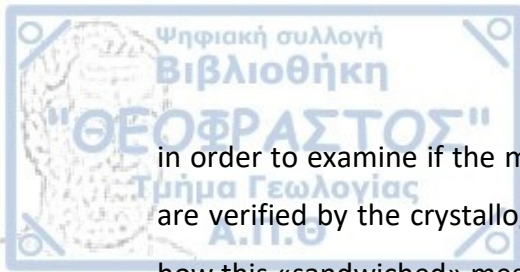 Ψηφιακή συλλογή
Βιβλιοθήκη
"ΘΕΟΦΡΑΣΤΟΣ"
in order to examine if the m
Τμήμα Γεωλογίας
are verified by the crystallo
Α.Π.Θ
how this «sandwiched»